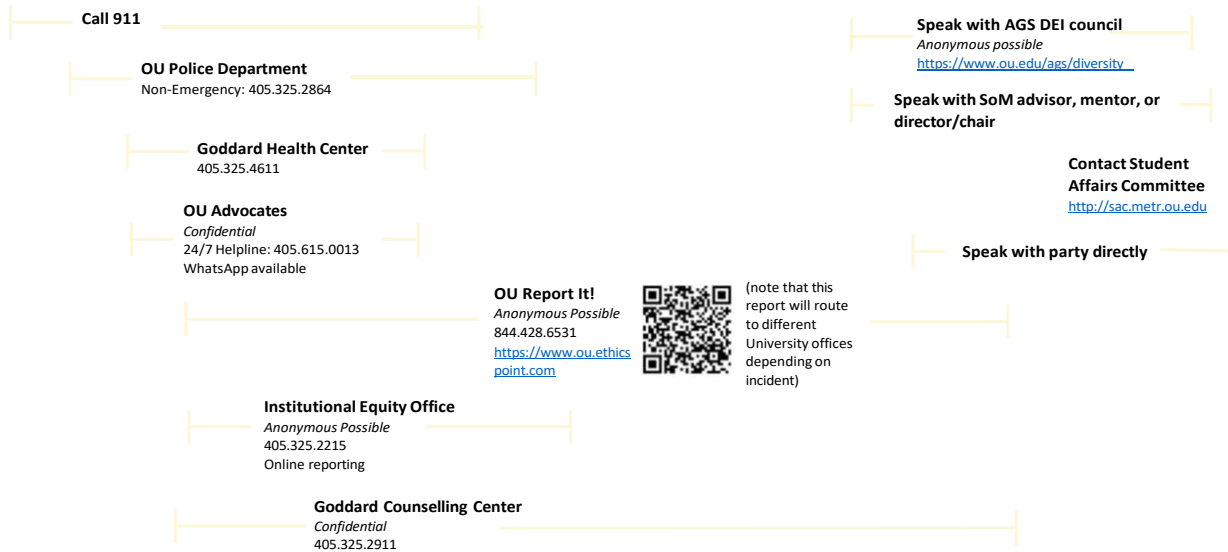 Call 911
OU Police Department
Non-Emergency: 405.325.2864
Goddard Health Center
405.325.4611
OU Advocates
Confidential
24/7 Helpline: 405.615.0013
WhatsApp available
OU Report It!
Anonymous Possible
844.428.6531
https://www.ou.ethics
point.com
(note that this
report will route
to different
University offices
depending on
incident)
Institutional Equity Office
Anonymous Possible
405.325.2215
Online reporting
Goddard Counselling Center
Confidential
405.325.2911
Speak with AGS DEI council
Anonymous possible
https://www.ou.edu/ags/diversity_
Speak with SoM advisor, mentor, or
director/chair
Contact Student
Affairs Committee
http://sac.metr.ou.edu
Speak with party directly